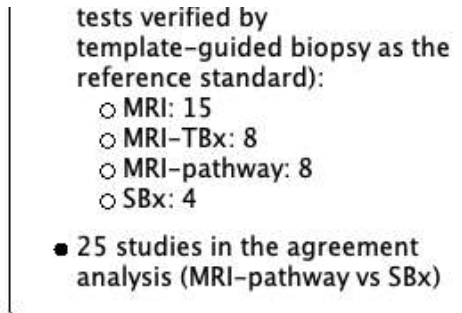 tests verified by
template-guided biopsy as the
reference standard):
○ MRI: 15
○ MRI-TBx: 8
○ MRI-pathway: 8
○ SBx: 4
● 25 studies in the agreement
analysis (MRI-pathway vs SBx)